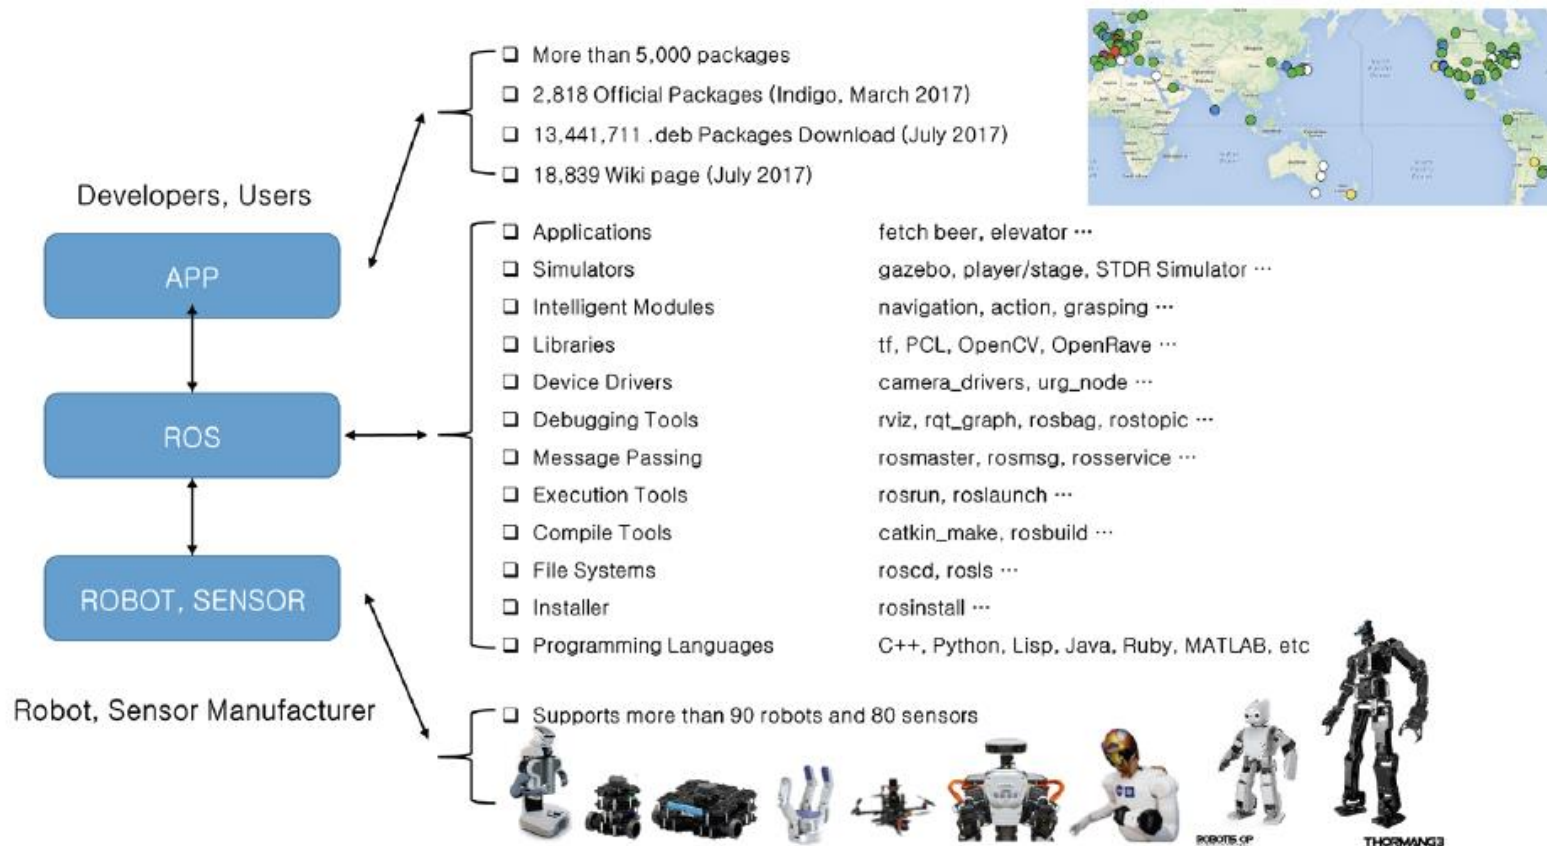 More than 5,000 packages
2,818 Official Packages (Indigo, March 2017)
13,441,711 .deb Packages Download (July 2017)
18,839 Wiki page (July 2017)
Developers, Users
APP
ROS
ROBOT, SENSOR
Robot, Sensor Manufacturer
Applications fetch beer, elevator ···
Simulators gazebo, player/stage, STDR Simulator ···
Intelligent Modules navigation, action, grasping ···
Libraries tf, PCL, OpenCV, OpenRave ···
Device Drivers camera_drivers, urg_node ···
Debugging Tools rviz, rqt_graph, rosbag, rostopic ···
Message Passing rosmaster, rosmsg, rosservice ···
Execution Tools rosrun, roslaunch ···
Compile Tools catkin_make, rosbuild ···
File Systems roscd, rosls ···
Installer rosinstall ···
Programming Languages C++, Python, Lisp, Java, Ruby, MATLAB, etc
Supports more than 90 robots and 80 sensors
ROBOTIS OP
THORMANG3